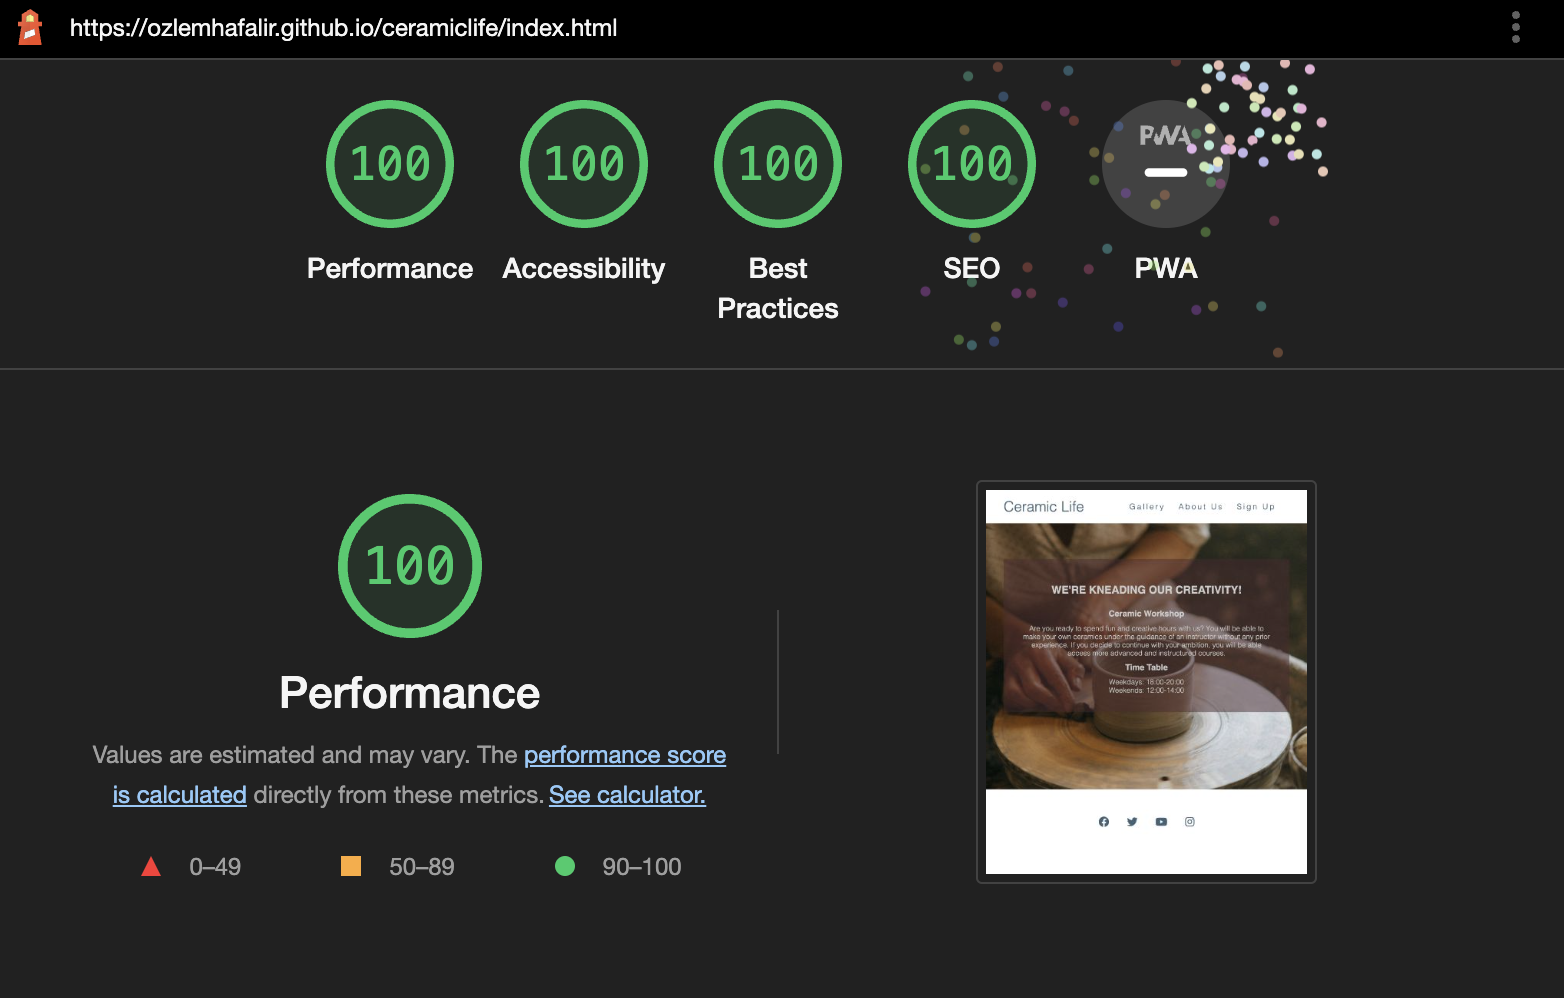 https://ozlemhafalir.github.io/ceramiclife/index.html
100
100
100
100
PWA
Performance
Accessibility
Best
Practices
SEO
PWA
100
Performance
Values are estimated and may vary. The performance score
is calculated directly from these metrics. See calculator.
0–49
50–89
90–100
Ceramic Life
Gallery
About Us
Sign Up
WE'RE KNEADING OUR CREATIVITY!
Ceramic Workshop
Are you ready to spend fun and creative hours with us? You will be able to
make your own ceramics under the guidance of an instructor without any prior
experience. If you decide to continue with your ambition, you will be able
access more advanced and instructured courses.
Time Table
Weekdays: 18:00-20:00
Weekends: 12:00-14:00